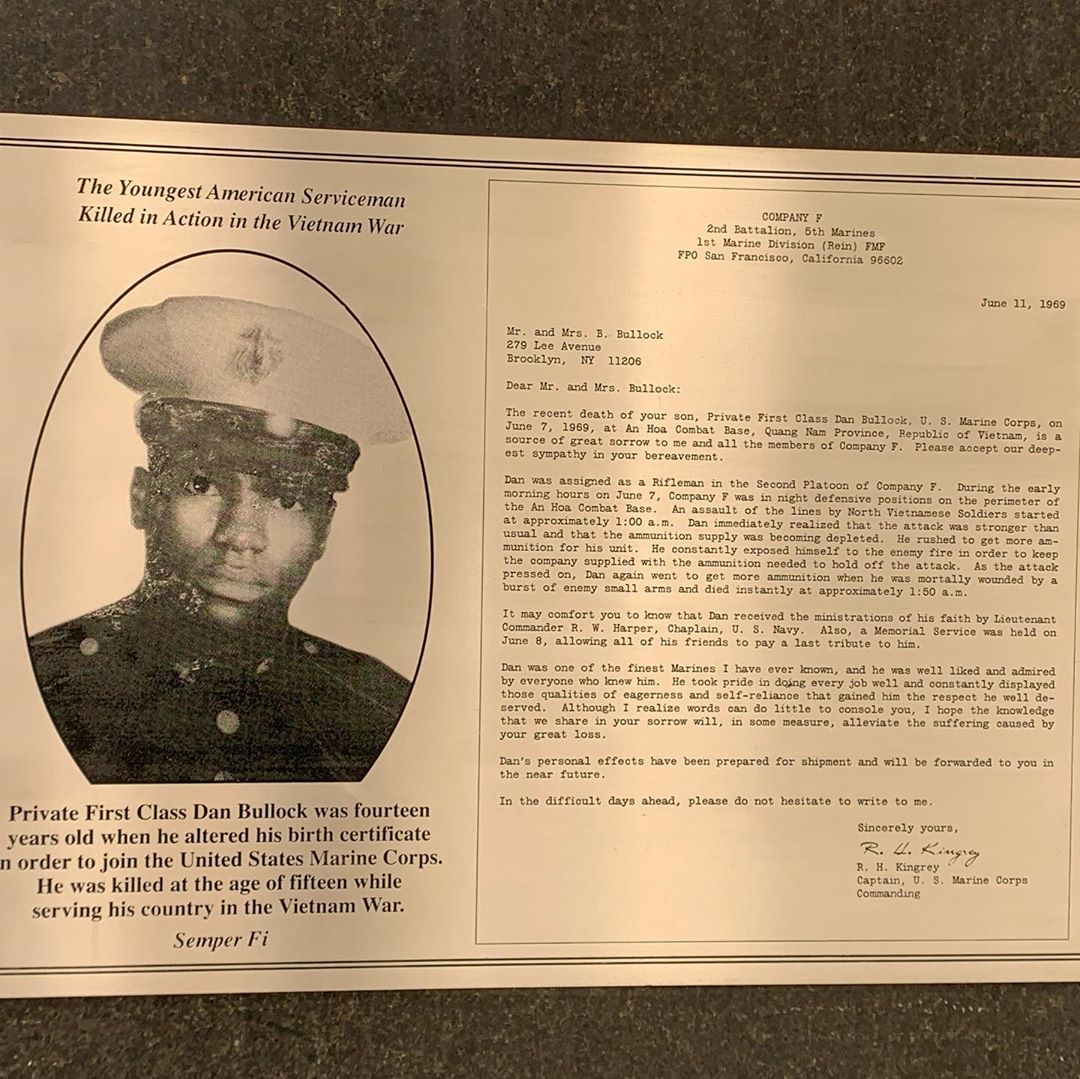 The Youngest American Serviceman
Killed in Action in the Vietnam War
Private First Class Dan Bullock was fourteen
years old when he altered his birth certificate
n order to join the United States Marine Corps.
He was killed at the age of fifteen while
serving his country in the Vietnam War.
Semper Fi
COMPANY F
2nd Battalion, 5th Marines
1st Marine Division (Rein) FMF
FPO San Francisco, California 96602
June 11, 1969
Mr. and Mrs. B. Bullock
279 Lee Avenue
Brooklyn, NY 11206
Dear Mr. and Mrs. Bullock:
The recent death of your son, Private First Class Dan Bullock, U. S. Marine Corps, on
June 7, 1969, at An Hoa Combat Base, Quang Nam Province, Republic of Vietnam, is a
source of great sorrow to me and all the members of Company F. Please accept our deep-
est sympathy in your bereavement.
Dan was assigned as a Rifleman in the Second Platoon of Company F. During the early
morning hours on June 7, Company F was in night defensive positions on the perimeter of
the An Hoa Combat Base. An assault of the lines by North Vietnamese Soldiers started
at approximately 1:00 a.m. Dan immediately realized that the attack was stronger than
usual and that the ammunition supply was becoming depleted. He rushed to get more am-
munition for his unit. He constantly exposed himself to the enemy fire in order to keep
the company supplied with the ammunition needed to hold off the attack. As the attack
pressed on, Dan again went to get more ammunition when he was mortally wounded by a
burst of enemy small arms and died instantly at approximately 1:50 a.m.
It may comfort you to know that Dan received the ministrations of his faith by Lieutenant
Commander R. W. Harper, Chaplain, U. S. Navy. Also, a Memorial Service was held on
June 8, allowing all of his friends to pay a last tribute to him.
Dan was one of the finest Marines I have ever known, and he was well liked and admired
by everyone who knew him. He took pride in doing every job well and constantly displayed
those qualities of eagerness and self-reliance that gained him the respect he well de-
served. Although I realize words can do little to console you, I hope the knowledge
that we share in your sorrow will, in some measure, alleviate the suffering caused by
your great loss.
Dan's personal effects have been prepared for shipment and will be forwarded to you in
the near future.
In the difficult days ahead, please do not hesitate to write to me.
Sincerely yours,
R. H. Kingrey
R. H. Kingrey
Captain, U. S. Marine Corps
Commanding